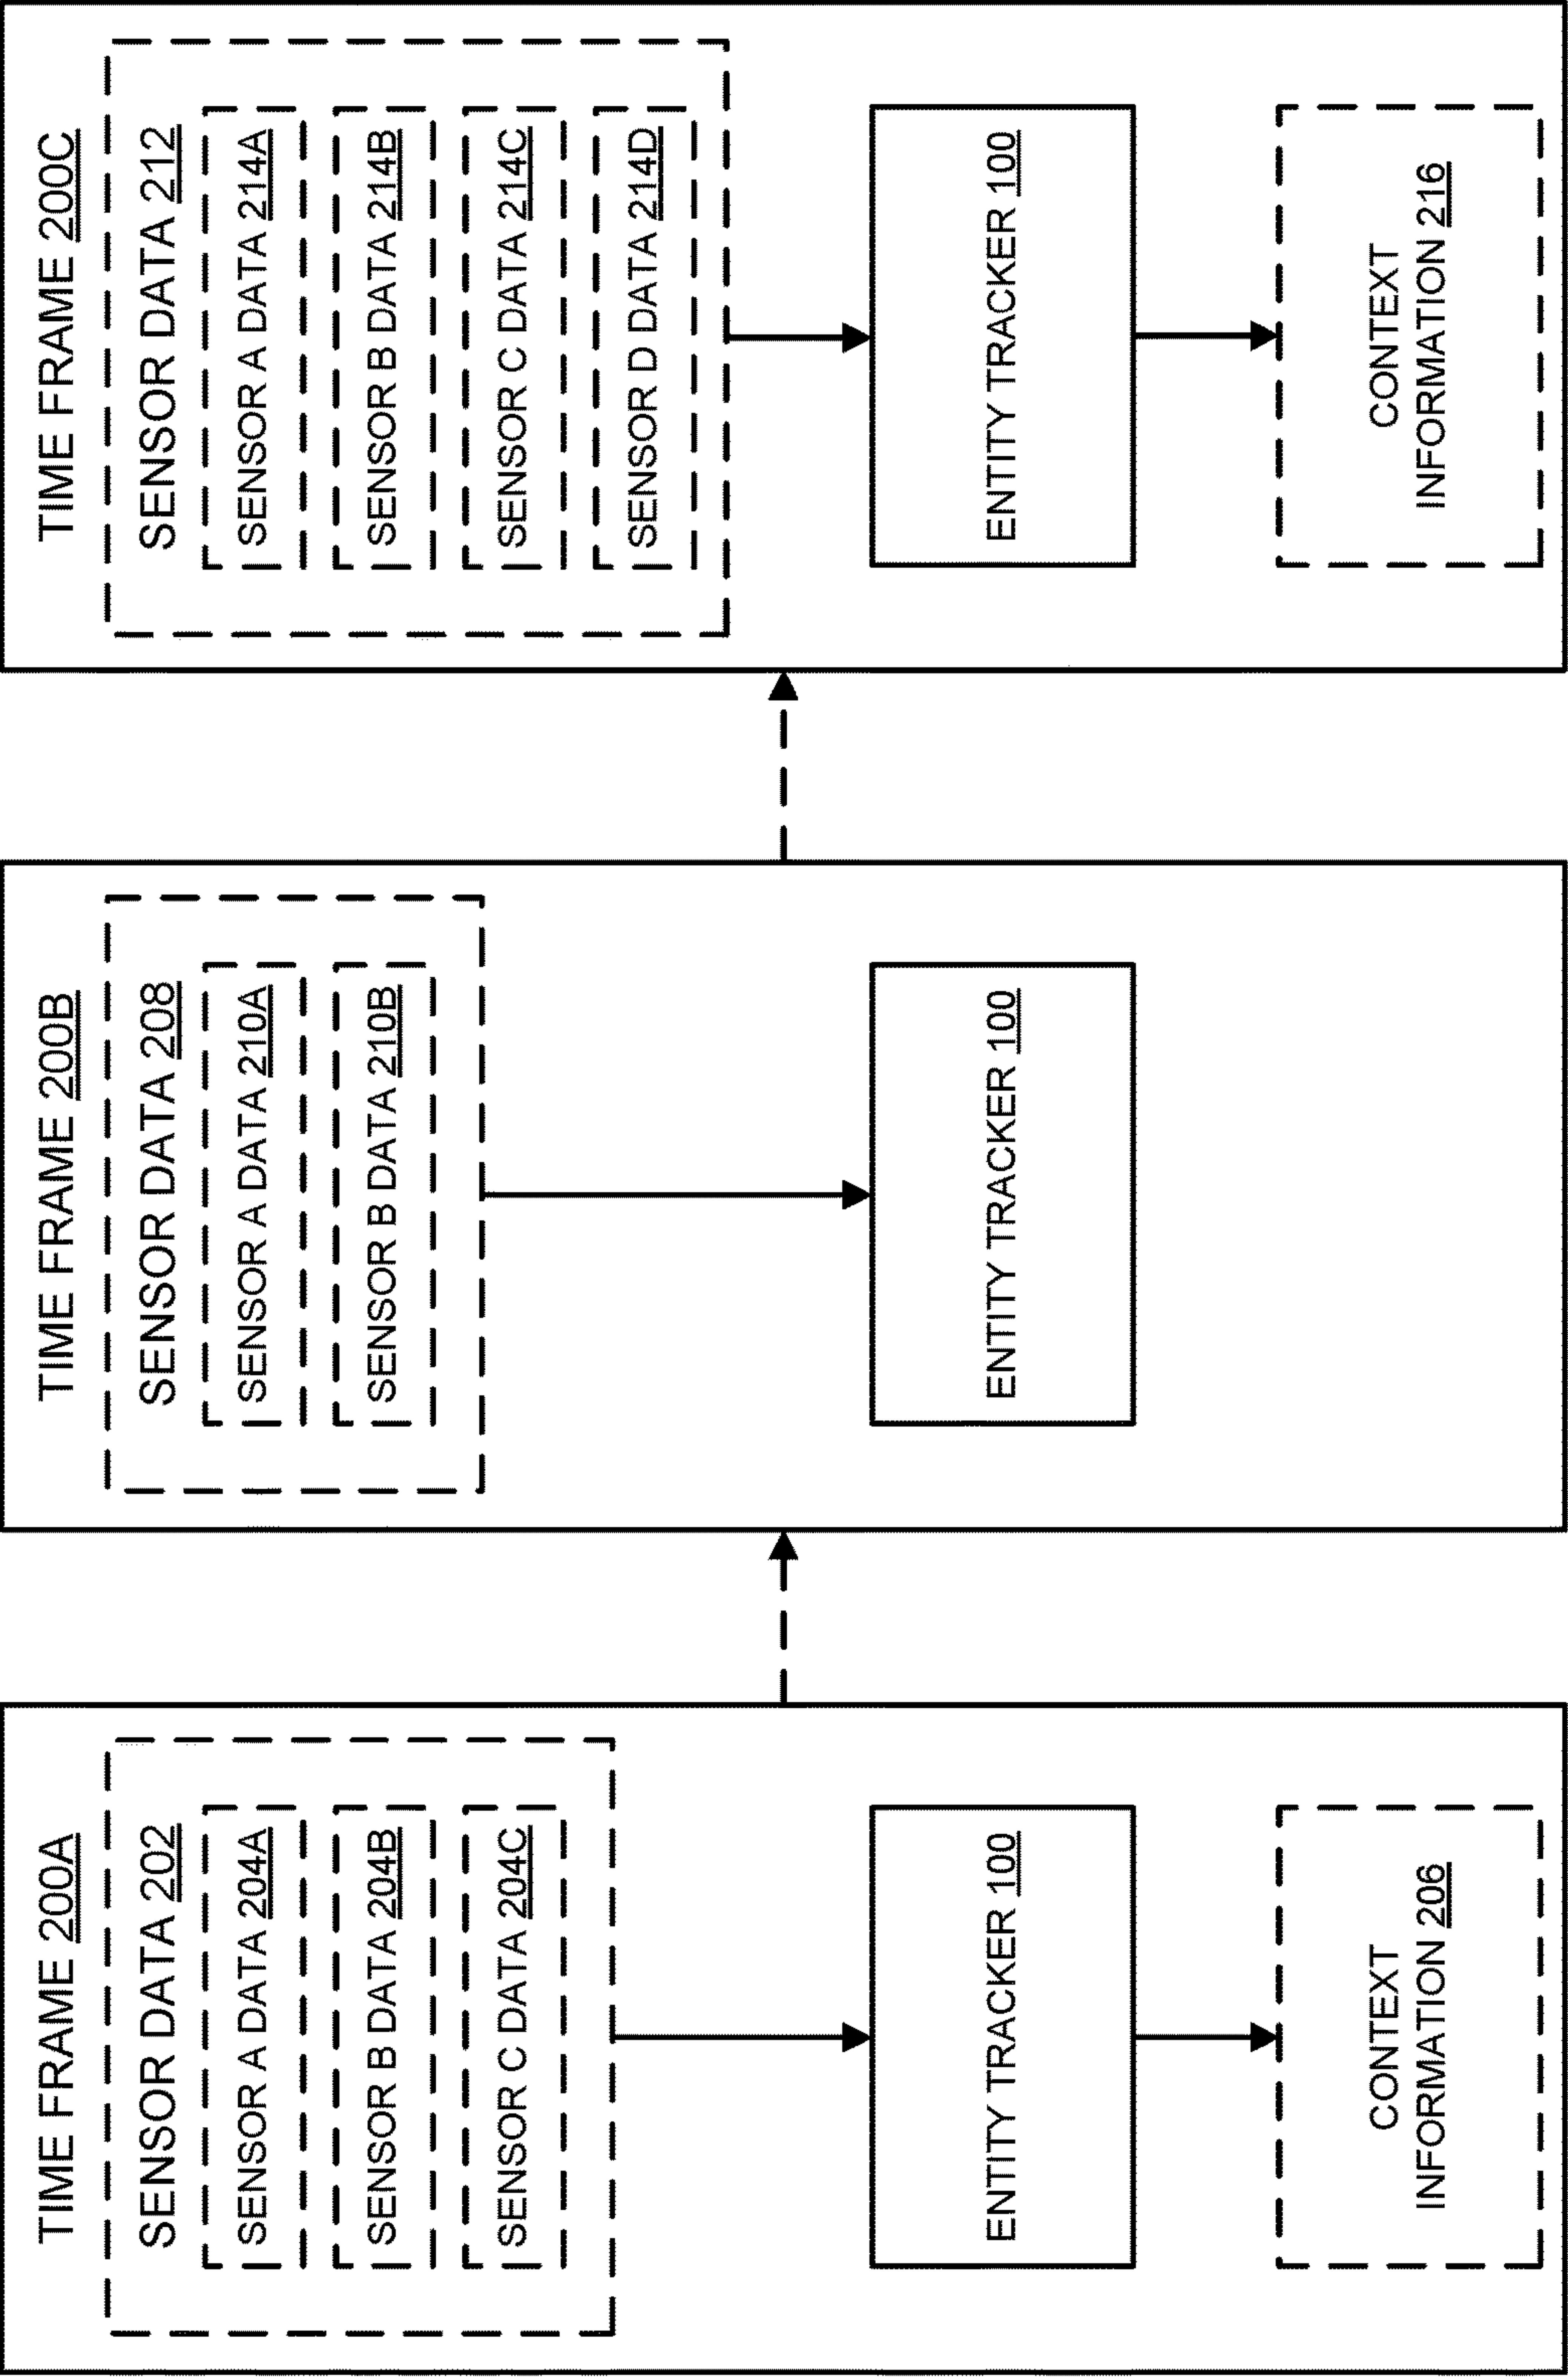 TIME FRAME 200A
SENSOR DATA 202
SENSOR A DATA 204A
SENSOR B DATA 204B
SENSOR C DATA 204C
ENTITY TRACKER 100
CONTEXT
INFORMATION 206
TIME FRAME 200B
SENSOR DATA 208
SENSOR A DATA 210A
SENSOR B DATA 210B
ENTITY TRACKER 100
TIME FRAME 200C
SENSOR DATA 212
SENSOR A DATA 214A
SENSOR B DATA 214B
SENSOR C DATA 214C
SENSOR D DATA 214D
ENTITY TRACKER 100
CONTEXT
INFORMATION 216